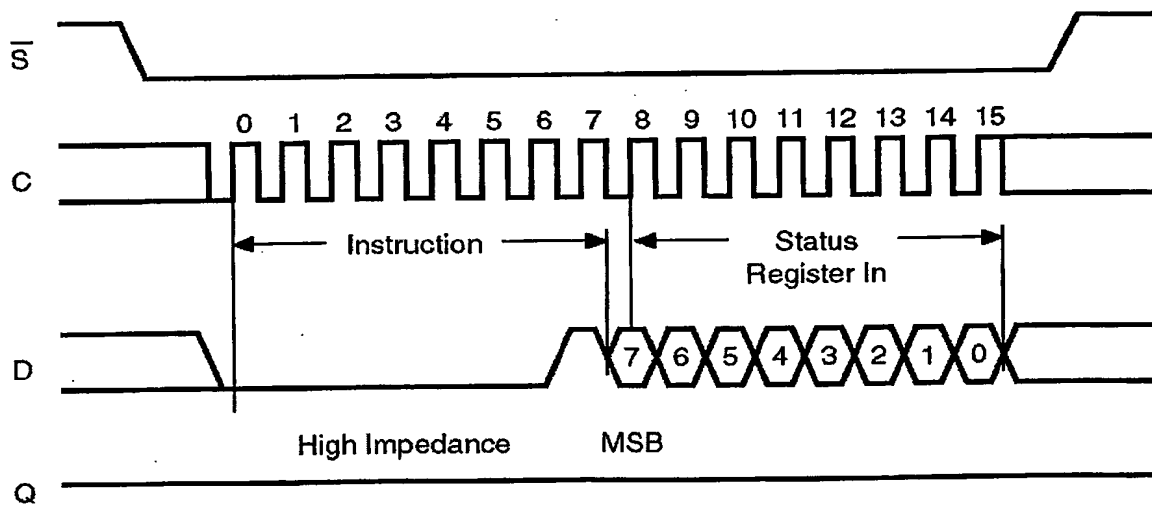 S
0 1 2 3 4 5 6 7 8 9 10 11 12 13 14 15
C
Instruction
Status
Register In
D
7 6 5 4 3 2 1 0
High Impedance
MSB
Q